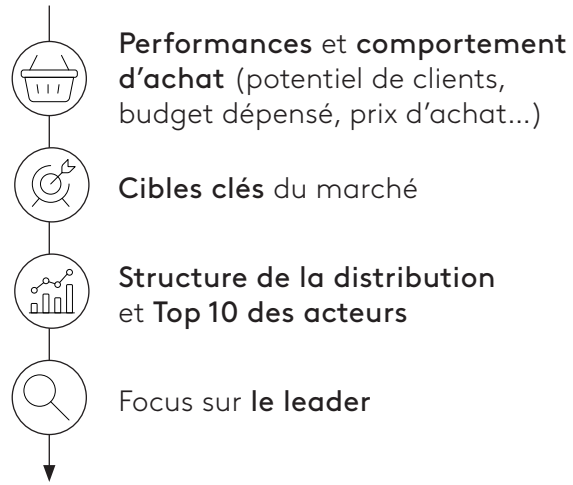 Performances et comportement
d’achat (potentiel de clients,
budget dépensé, prix d’achat...)
Cibles clés du marché
Structure de la distribution
et Top 10 des acteurs
Focus sur le leader